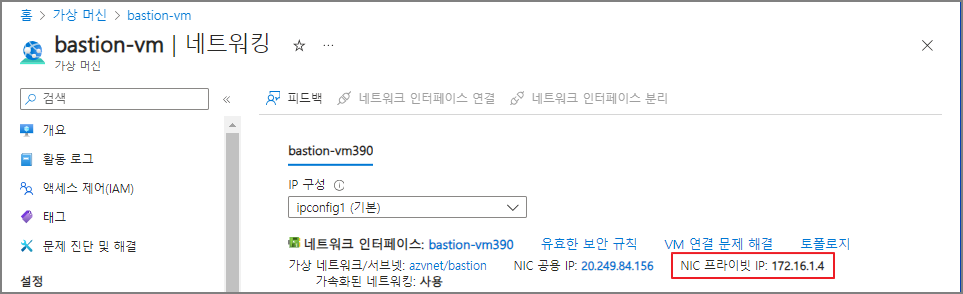 홈 > 가상 머신 > bastion-vm
bastion-vm | 네트워킹 ☆ ...
가상 머신
검색
개요
활동 로그
액세스 제어(IAM)
태그
문제 진단 및 해결
설정
피드백 네트워크 인터페이스 연결 네트워크 인터페이스 분리
bastion-vm390
IP 구성
ipconfig1 (기본)
네트워크 인터페이스: bastion-vm390 유효한 보안 규칙 VM 연결 문제 해결 토폴로지
가상 네트워크/서브넷: azvnet/bastion NIC 공용 IP: 20.249.84.156 NIC 프라이빗 IP: 172.16.1.4
가속화된 네트워킹: 사용